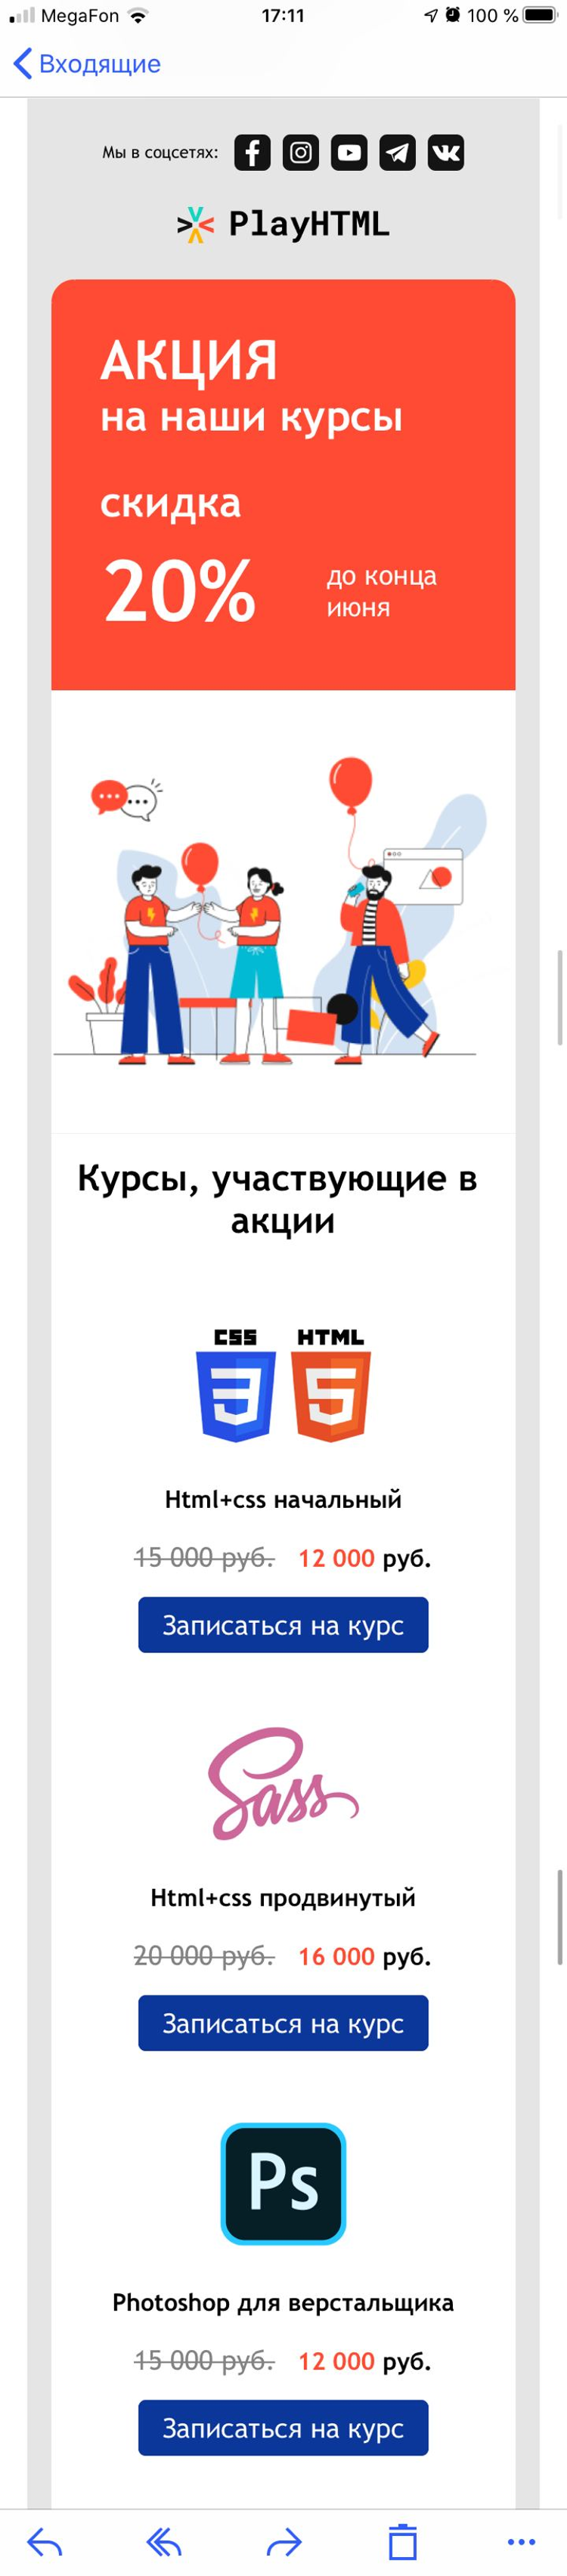 MegaFon 17:11 100 %
Входящие
Мы в соцсетях:
PlayHTML
АКЦИЯ
на наши курсы
скидка
20%
до конца
июня
Курсы, участвующие в
акции
CSS HTML
3 5
Html+css начальный
15 000 руб. 12 000 руб.
Записаться на курс
Sass
Html+css продвинутый
20 000 руб. 16 000 руб.
Записаться на курс
Ps
Photoshop для верстальщика
15 000 руб. 12 000 руб.
Записаться на курс